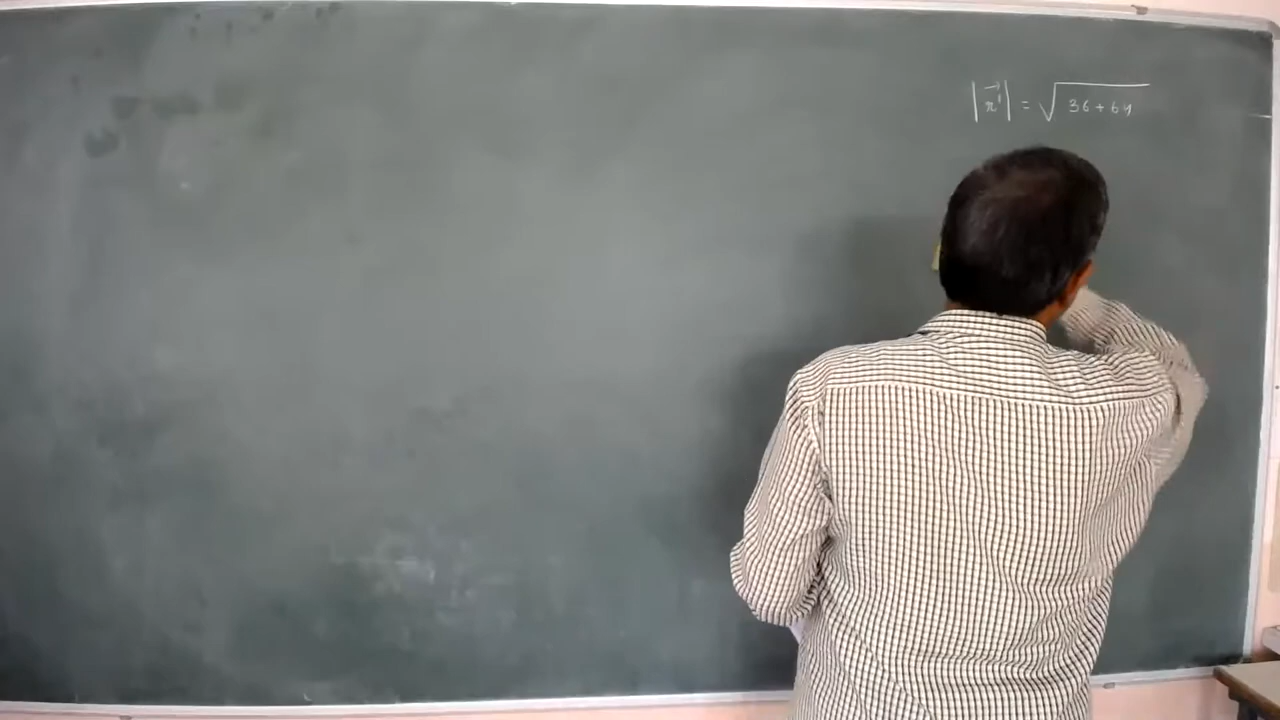 |r⃗'| = √(36+64)